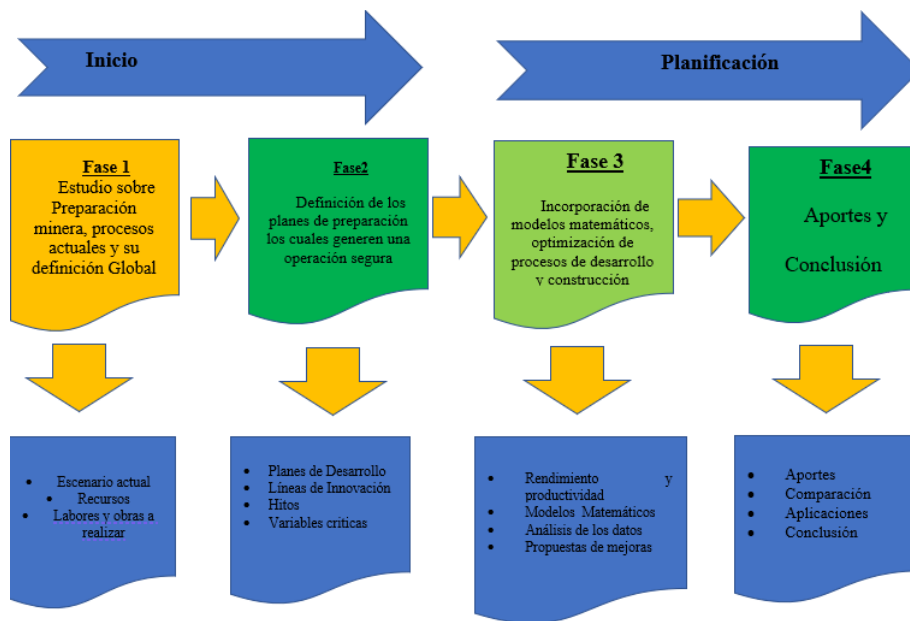 Inicio
Planificación
Fase 1
Estudio sobre
Preparación
minera, procesos
actuales y su
definición Global
Fase2
Definición de los
planes de preparación
los cuales generen una
operación segura
Fase 3
Incorporación de
modelos matemáticos,
optimización de
procesos de desarrollo
y construcción
Fase4
Aportes y
Conclusión
• Escenario actual
• Recursos
• Labores y obras a
realizar
• Planes de Desarrollo
• Líneas de Innovación
• Hitos
• Variables criticas
• Rendimiento y
productividad
• Modelos Matemáticos
• Análisis de los datos
• Propuestas de mejoras
• Aportes
• Comparación
• Aplicaciones
• Conclusión